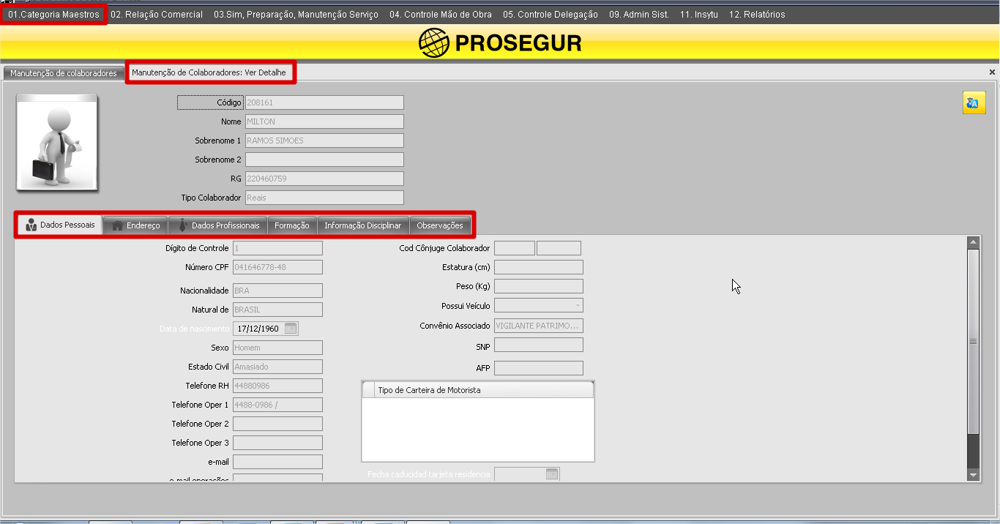 01.Categoria Maestros 02. Relação Comercial 03.Sim, Preparação, Manutenção Serviço 04. Controle Mão de Obra 05. Controle Delegação 09. Admin Sist. 11. Insytu 12. Relatórios
PROSEGUR
Manutenção de colaboradores Manutenção de Colaboradores: Ver Detalhe
Código 208161
Nome MILTON
Sobrenome 1 RAMOS SIMOES
Sobrenome 2
RG 220460759
Tipo Colaborador Reais
Dados Pessoais Endereço Dados Profissionais Formação Informação Disciplinar Observações
Dígito de Controle 1 Cod Cônjuge Colaborador
Número CPF 041646778-48 Estatura (cm)
Peso (Kg)
Nacionalidade BRA
Possui Veículo
Natural de BRASIL
Data de nascimento 17/12/1960 Convênio Associado VIGILANTE PATRIMO...
Sexo Homem SNP
Estado Civil Amasiado AFP
Telefone RH 44880986 Tipo de Carteira de Motorista
Telefone Oper 1 4488-0986 /
Telefone Oper 2
Telefone Oper 3
e-mail
Fecha caducidad tarjeta residencia
e-mail operações